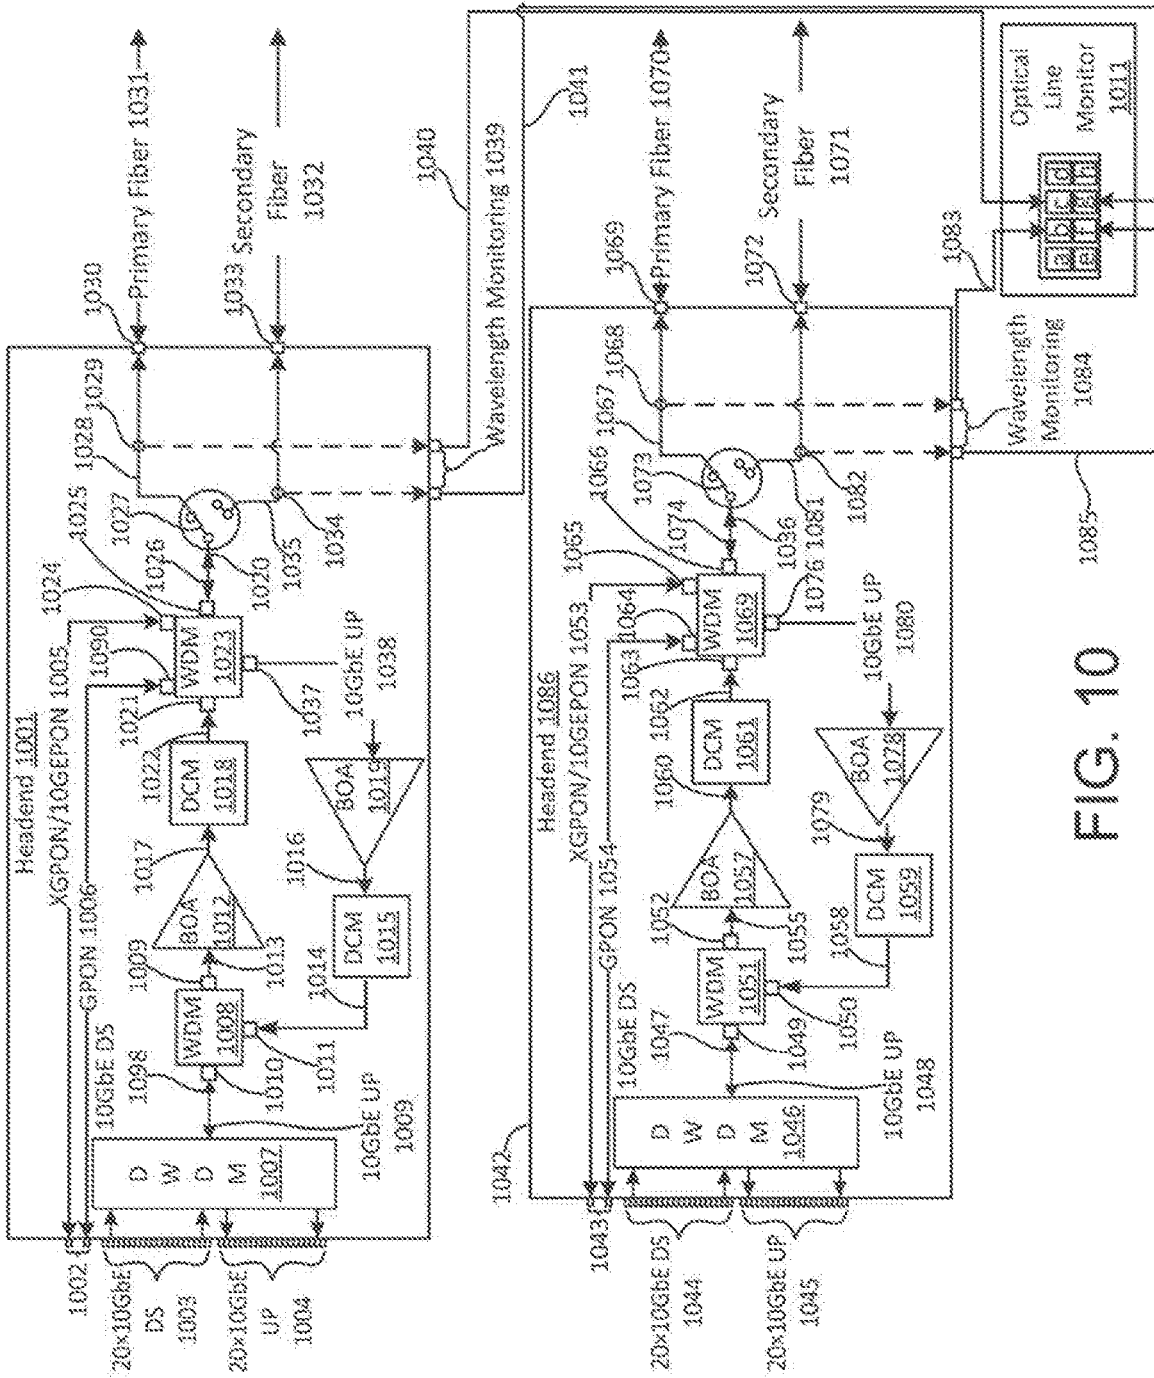 Headend 1001
XGPON/10GEPON 1005
GPON 1006
1002
20×10GbE
DS
1003
20×10GbE
UP
1004
D
W
D
M
1007
10GbE DS
1098
10GbE UP
1009
1010
WDM
1008
1011
1009
1013
BOA
1012
1017
DCM
1018
1022
1021
1090
1024
WDM
1023
1025
1026
1020
1027
1028
1029
1030
Primary Fiber 1031
1033
Secondary
Fiber
1032
1034
1035
1037
10GbE UP
1038
BOA
1019
1016
DCM
1015
1014
Wavelength Monitoring 1039
1040
1041
1042
Headend 1086
XGPON/10GEPON 1053
GPON 1054
1043
20×10GbE DS
1044
20×10GbE UP
1045
D
W
D
M
1046
10GbE DS
1047
10GbE UP
1048
1049
WDM
1051
1050
1052
1055
BOA
1057
1060
DCM
1061
1062
1063
1064
1065
WDM
1069
1066
1074
1036
1073
1067
1068
1069
Primary Fiber 1070
1072
Secondary
Fiber
1071
1081
1082
1076
10GbE UP
1080
BOA
1078
1079
DCM
1059
1058
1085
Wavelength
Monitoring
1084
1083
Optical
Line
Monitor
1011
a b c d
e f g h
FIG. 10